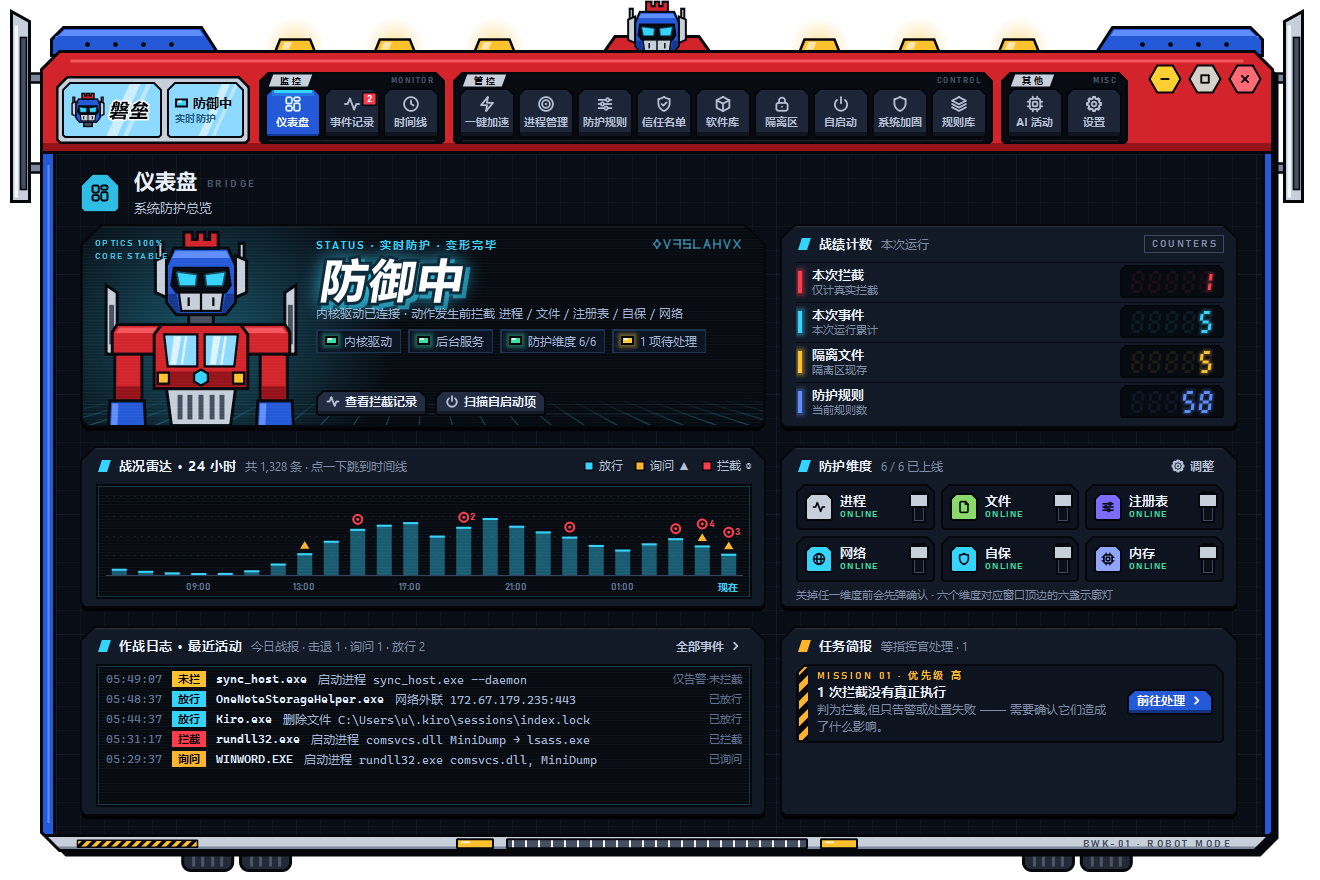 磐垒
防御中
实时防护
监控 MONITOR
仪表盘
事件记录 2
时间线
管控 CONTROL
一键加速
进程管理
防护规则
信任名单
软件库
隔离区
自启动
系统加固
规则库
其他 MISC
AI 活动
设置
仪表盘 BRIDGE
系统防护总览
OPTICS 100%
CORE STABLE
STATUS · 实时防护 · 变形完毕
防御中
内核驱动已连接 · 动作发生前拦截 进程 / 文件 / 注册表 / 自保 / 网络
内核驱动
后台服务
防护维度 6/6
1 项待处理
查看拦截记录
扫描自启动项
战绩计数 本次运行 COUNTERS
本次拦截 1
仅计真实拦截
本次事件 5
本次运行累计
隔离文件 5
隔离区现存
防护规则 58
当前规则数
战况雷达 • 24 小时 共 1,328 条 · 点一下跳到时间线
放行 询问 拦截
2 4 3
09:00 13:00 17:00 21:00 01:00 现在
防护维度 6 / 6 已上线 调整
进程 ONLINE
文件 ONLINE
注册表 ONLINE
网络 ONLINE
自保 ONLINE
内存 ONLINE
关掉任一维度前会先弹确认 · 六个维度对应窗口顶边的六盏示廓灯
作战日志 • 最近活动 今日战报 · 击退 1 · 询问 1 · 放行 2 全部事件
05:49:07 未拦 sync_host.exe 启动进程 sync_host.exe --daemon 仅告警·未拦截
05:48:37 放行 OneNoteStorageHelper.exe 网络外联 172.67.179.235:443 已放行
05:44:37 放行 Kiro.exe 删除文件 C:\Users\u\.kiro\sessions\index.lock 已放行
05:31:17 拦截 rundll32.exe 启动进程 comsvcs.dll MiniDump → lsass.exe 已拦截
05:29:37 询问 WINWORD.EXE 启动进程 rundll32.exe comsvcs.dll, MiniDump 已询问
任务简报 等指挥官处理 · 1
MISSION 01 · 优先级 高
1 次拦截没有真正执行
判为拦截,但只告警或处置失败 —— 需要确认它们造成
了什么影响。
前往处理
BWK-01 · ROBOT MODE